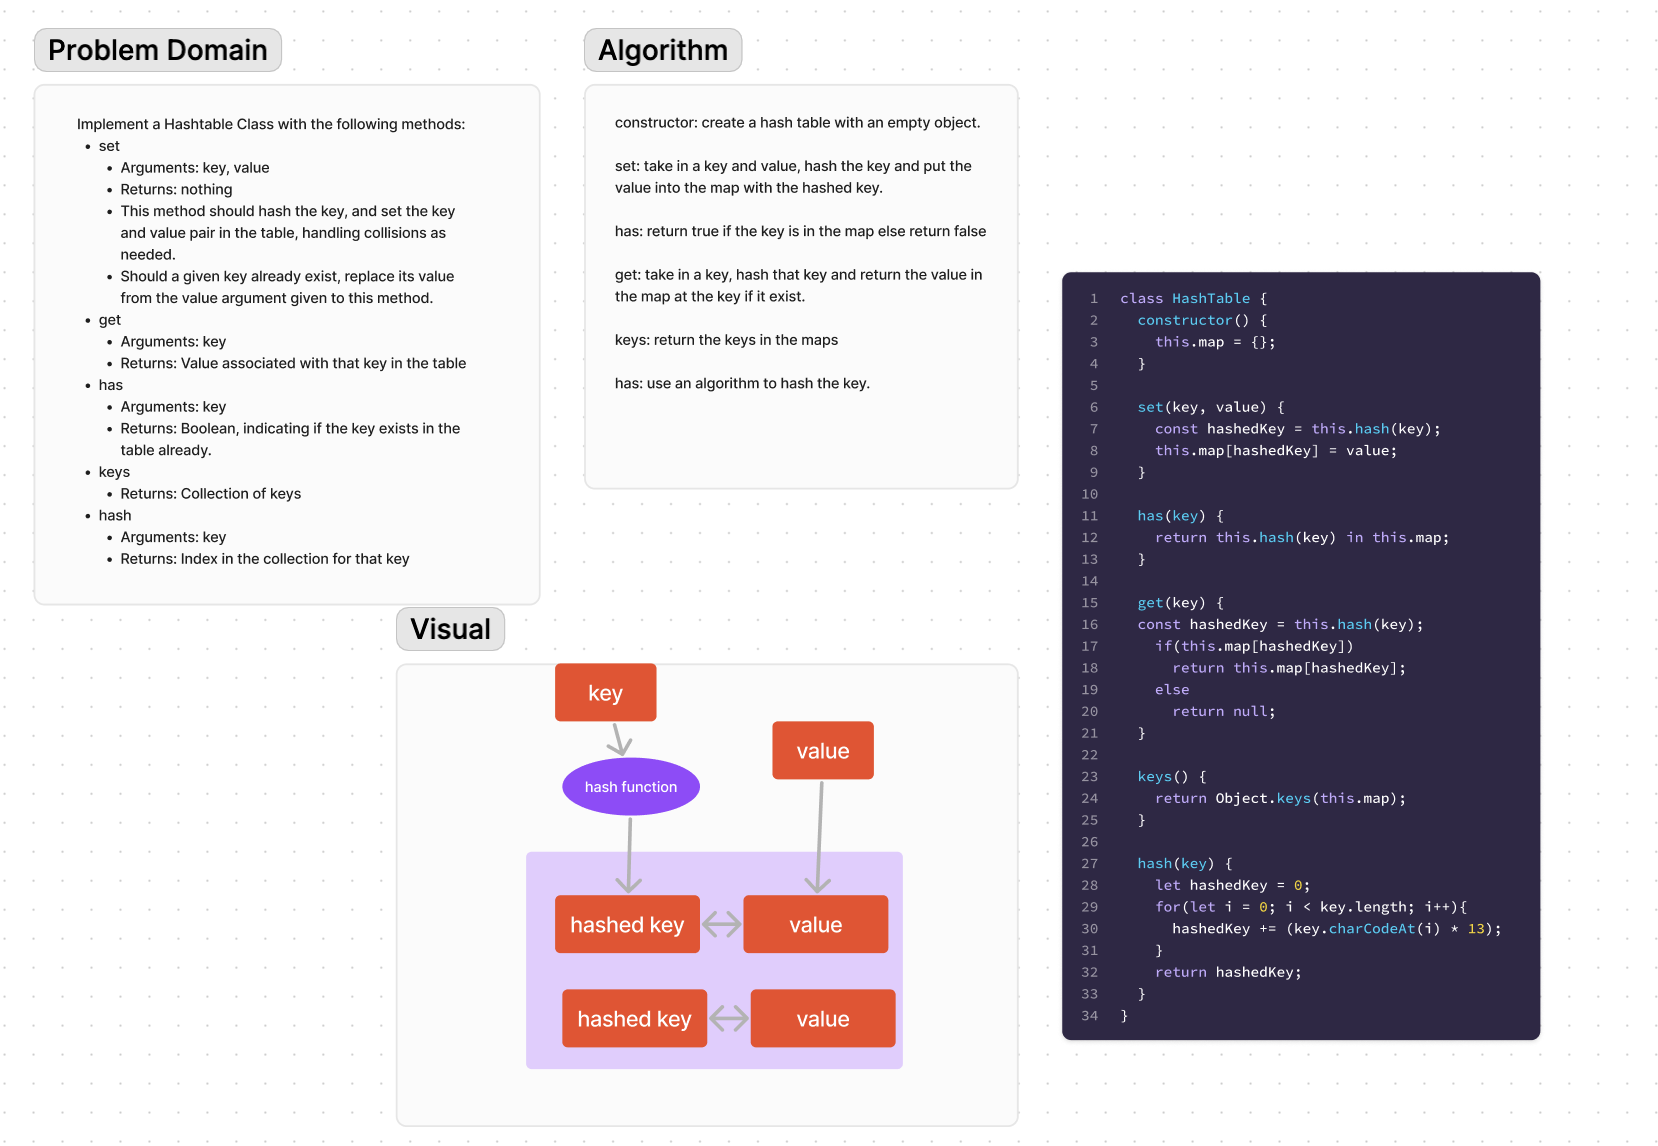 Problem Domain
Implement a Hashtable Class with the following methods:
• set
• Arguments: key, value
• Returns: nothing
• This method should hash the key, and set the key
and value pair in the table, handling collisions as
needed.
• Should a given key already exist, replace its value
from the value argument given to this method.
• get
• Arguments: key
• Returns: Value associated with that key in the table
• has
• Arguments: key
• Returns: Boolean, indicating if the key exists in the
table already.
• keys
• Returns: Collection of keys
• hash
• Arguments: key
• Returns: Index in the collection for that key
Algorithm
constructor: create a hash table with an empty object.
set: take in a key and value, hash the key and put the
value into the map with the hashed key.
has: return true if the key is in the map else return false
get: take in a key, hash that key and return the value in
the map at the key if it exist.
keys: return the keys in the maps
has: use an algorithm to hash the key.
Visual
key
value
hash function
hashed key
value
hashed key
value
1 class HashTable {
2 constructor() {
3 this.map = {};
4 }
5
6 set(key, value) {
7 const hashedKey = this.hash(key);
8 this.map[hashedKey] = value;
9 }
10
11 has(key) {
12 return this.hash(key) in this.map;
13 }
14
15 get(key) {
16 const hashedKey = this.hash(key);
17 if(this.map[hashedKey])
18 return this.map[hashedKey];
19 else
20 return null;
21 }
22
23 keys() {
24 return Object.keys(this.map);
25 }
26
27 hash(key) {
28 let hashedKey = 0;
29 for(let i = 0; i < key.length; i++){
30 hashedKey += (key.charCodeAt(i) * 13);
31 }
32 return hashedKey;
33 }
34 }